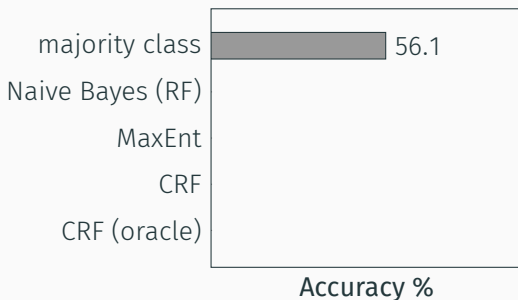 majority class 56.1
Naive Bayes (RF)
MaxEnt
CRF
CRF (oracle)
Accuracy %